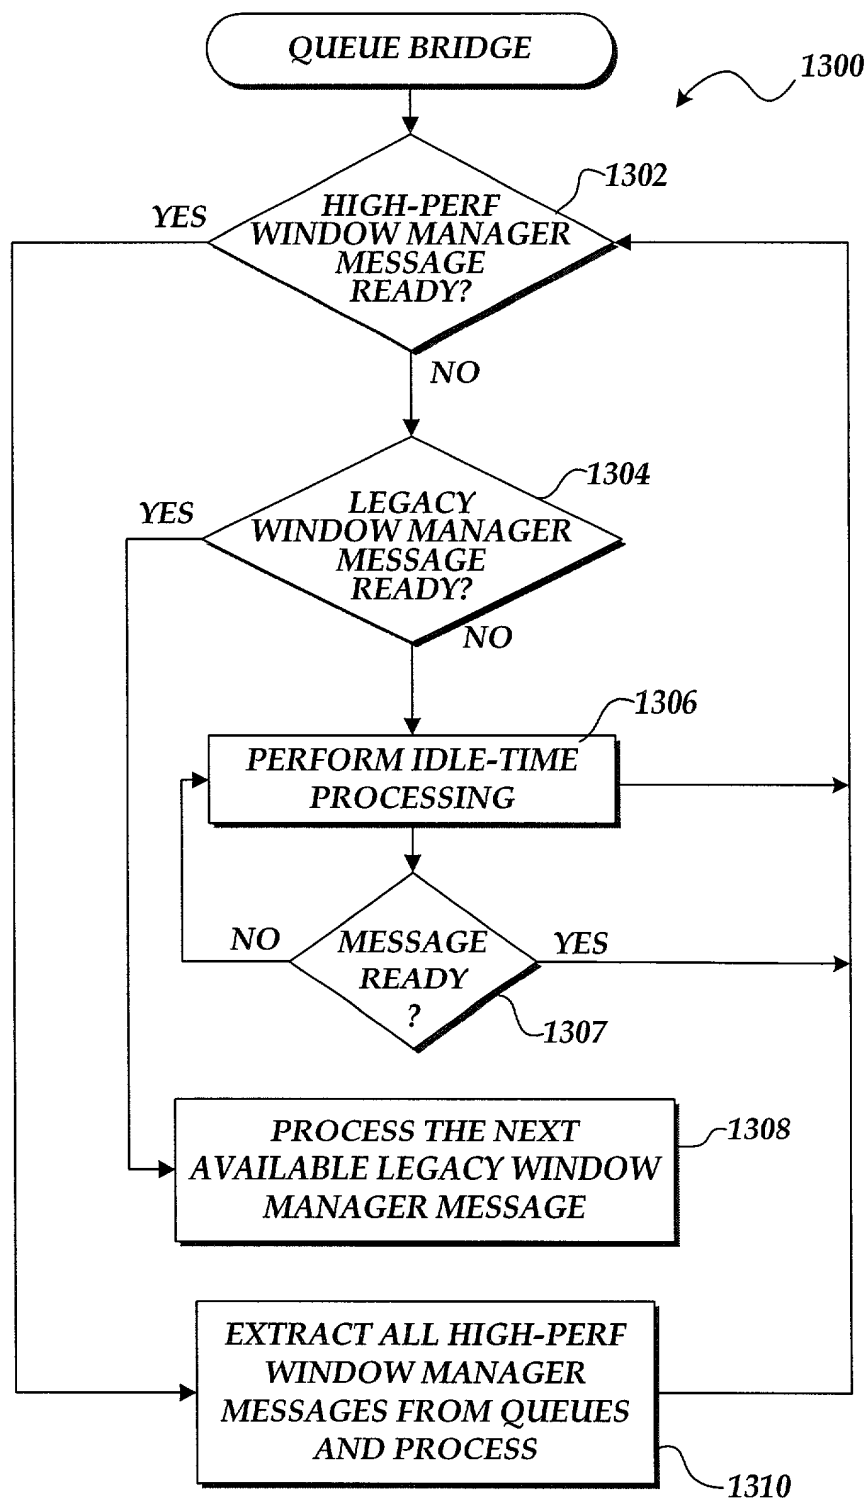 QUEUE BRIDGE
1300
1302
YES
HIGH-PERF
WINDOW MANAGER
MESSAGE
READY?
NO
1304
YES
LEGACY
WINDOW MANAGER
MESSAGE
READY?
NO
1306
PERFORM IDLE-TIME
PROCESSING
NO
MESSAGE
READY
?
YES
1307
PROCESS THE NEXT
AVAILABLE LEGACY WINDOW
MANAGER MESSAGE
1308
EXTRACT ALL HIGH-PERF
WINDOW MANAGER
MESSAGES FROM QUEUES
AND PROCESS
1310